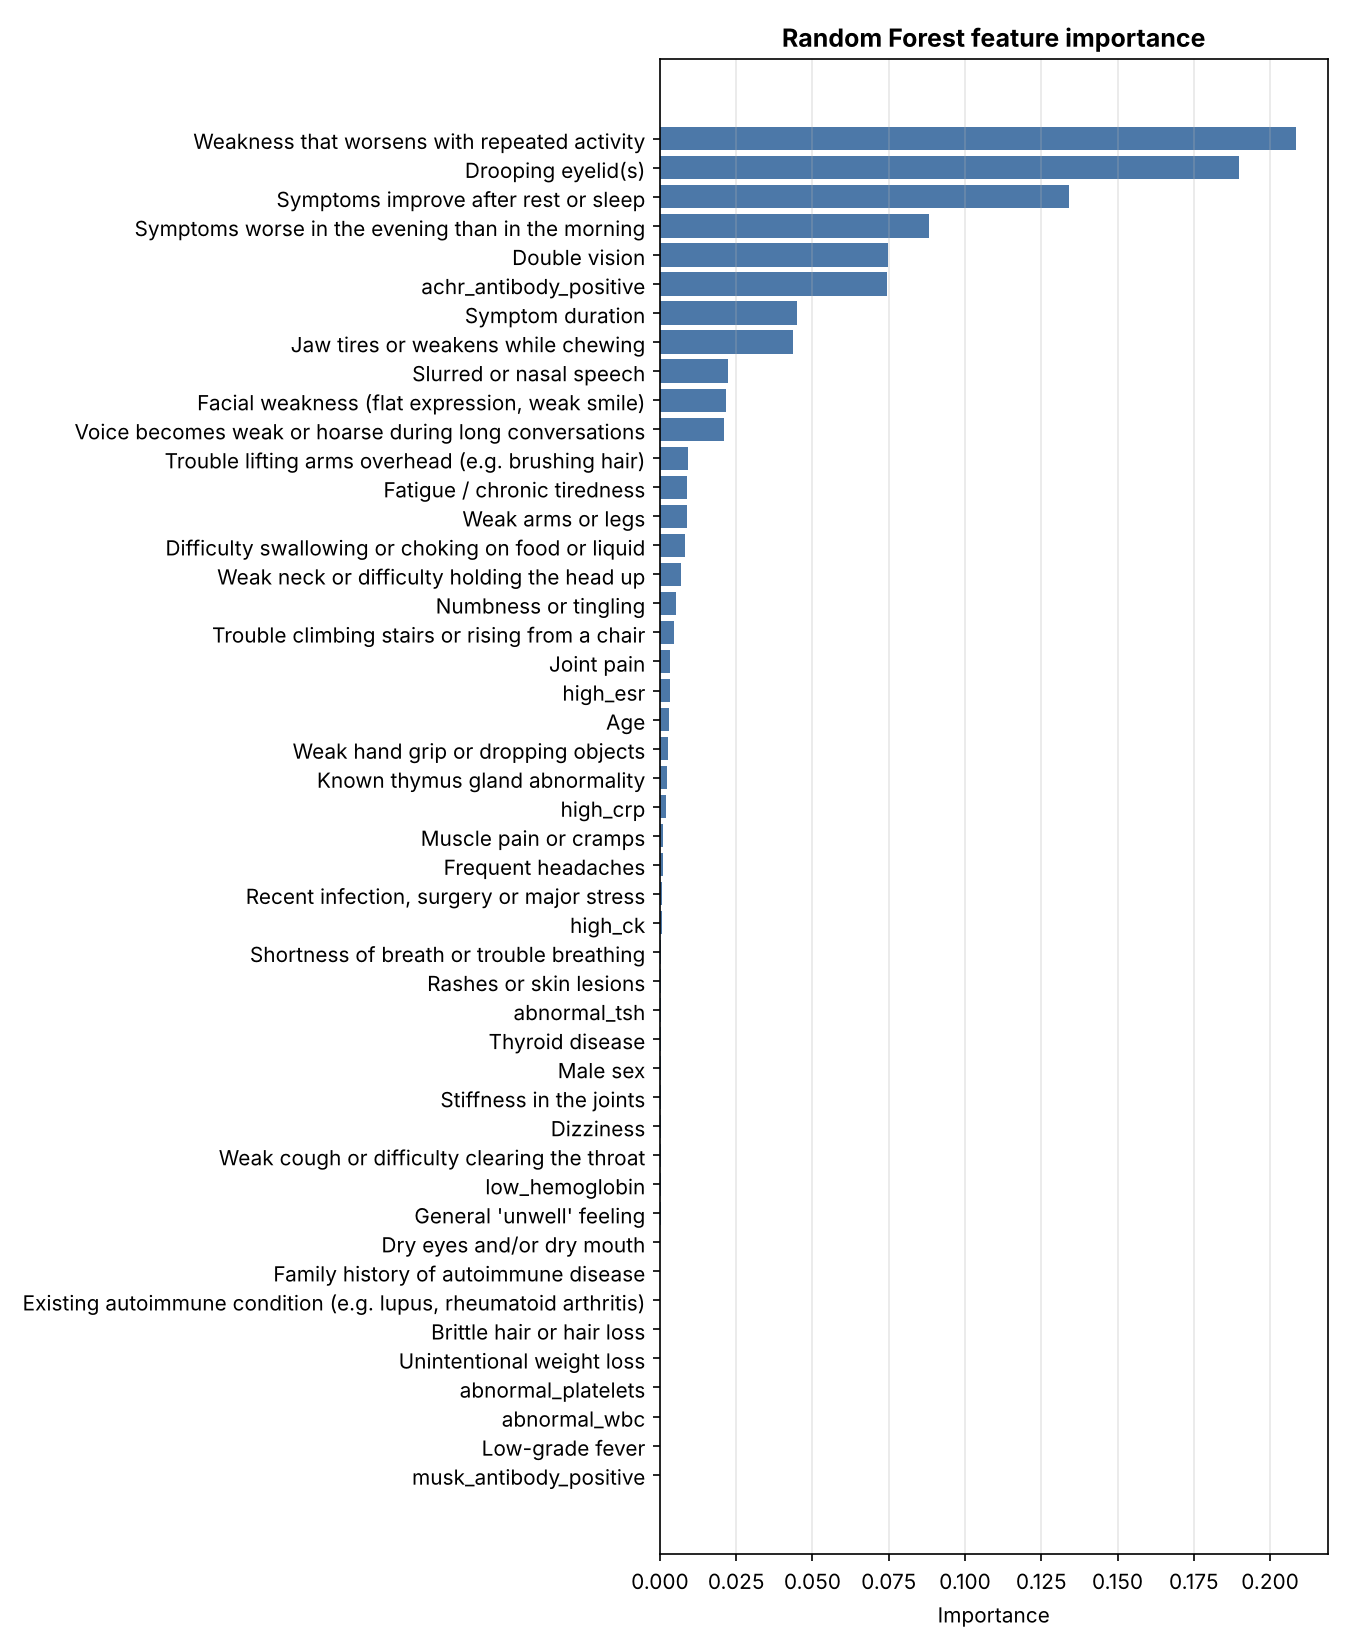 Random Forest feature importance
Weakness that worsens with repeated activity
Drooping eyelid(s)
Symptoms improve after rest or sleep
Symptoms worse in the evening than in the morning
Double vision
achr_antibody_positive
Symptom duration
Jaw tires or weakens while chewing
Slurred or nasal speech
Facial weakness (flat expression, weak smile)
Voice becomes weak or hoarse during long conversations
Trouble lifting arms overhead (e.g. brushing hair)
Fatigue / chronic tiredness
Weak arms or legs
Difficulty swallowing or choking on food or liquid
Weak neck or difficulty holding the head up
Numbness or tingling
Trouble climbing stairs or rising from a chair
Joint pain
high_esr
Age
Weak hand grip or dropping objects
Known thymus gland abnormality
high_crp
Muscle pain or cramps
Frequent headaches
Recent infection, surgery or major stress
high_ck
Shortness of breath or trouble breathing
Rashes or skin lesions
abnormal_tsh
Thyroid disease
Male sex
Stiffness in the joints
Dizziness
Weak cough or difficulty clearing the throat
low_hemoglobin
General 'unwell' feeling
Dry eyes and/or dry mouth
Family history of autoimmune disease
Existing autoimmune condition (e.g. lupus, rheumatoid arthritis)
Brittle hair or hair loss
Unintentional weight loss
abnormal_platelets
abnormal_wbc
Low-grade fever
musk_antibody_positive
0.000 0.025 0.050 0.075 0.100 0.125 0.150 0.175 0.200
Importance